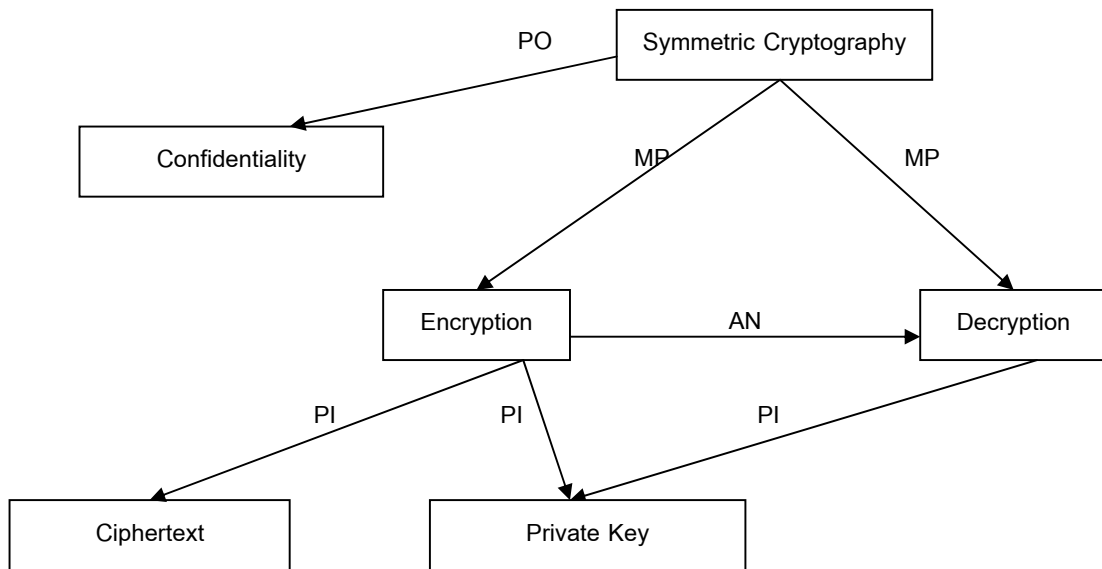 PO
Symmetric Cryptography
Confidentiality
MP
MP
Encryption
AN
Decryption
PI
PI
PI
Ciphertext
Private Key